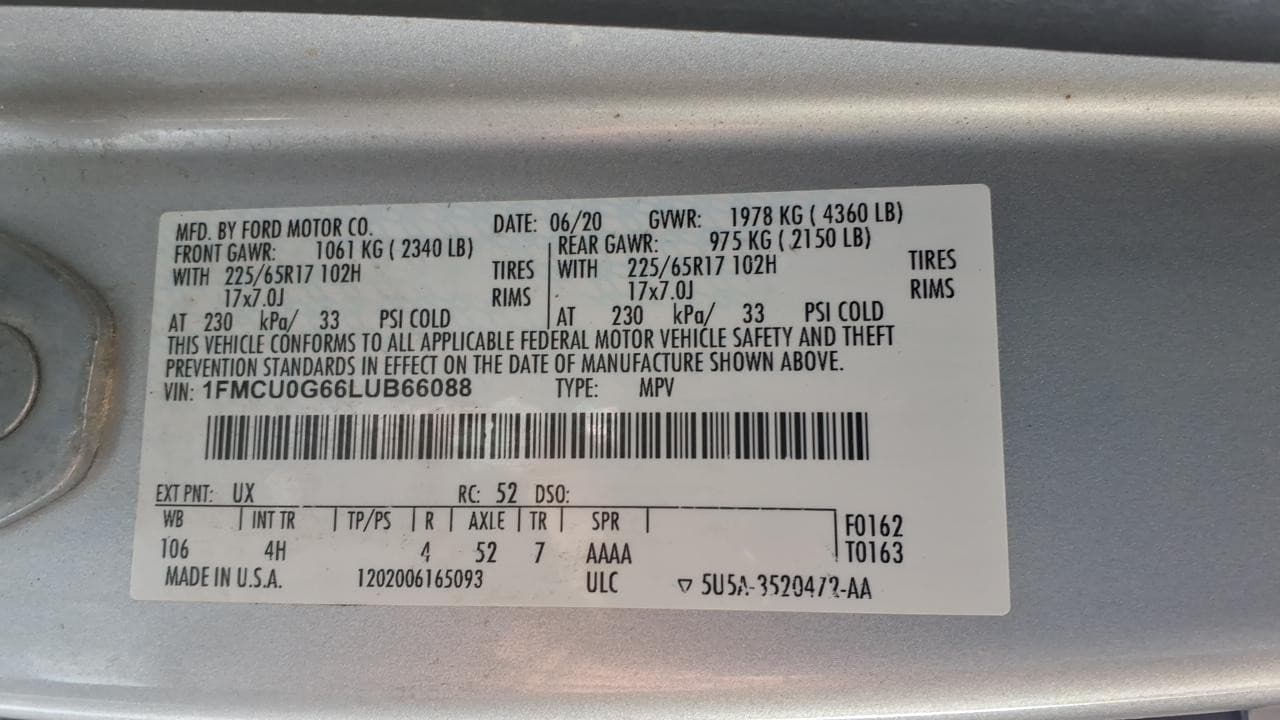 MFD. BY FORD MOTOR CO. DATE: 06/20 GVWR: 1978 KG ( 4360 LB)
FRONT GAWR: 1061 KG ( 2340 LB) REAR GAWR: 975 KG ( 2150 LB)
WITH 225/65R17 102H TIRES WITH 225/65R17 102H TIRES
17x7.0J RIMS 17x7.0J RIMS
AT 230 kPa/ 33 PSI COLD AT 230 kPa/ 33 PSI COLD
THIS VEHICLE CONFORMS TO ALL APPLICABLE FEDERAL MOTOR VEHICLE SAFETY AND THEFT
PREVENTION STANDARDS IN EFFECT ON THE DATE OF MANUFACTURE SHOWN ABOVE.
VIN: 1FMCU0G66LUB66088 TYPE: MPV
EXT PNT: UX RC: 52 DSO:
WB INT TR TP/PS R AXLE TR SPR F0162
106 4H 4 52 7 AAAA T0163
MADE IN U.S.A. 1202006165093 ULC ▽ 5U5A-3520472-AA